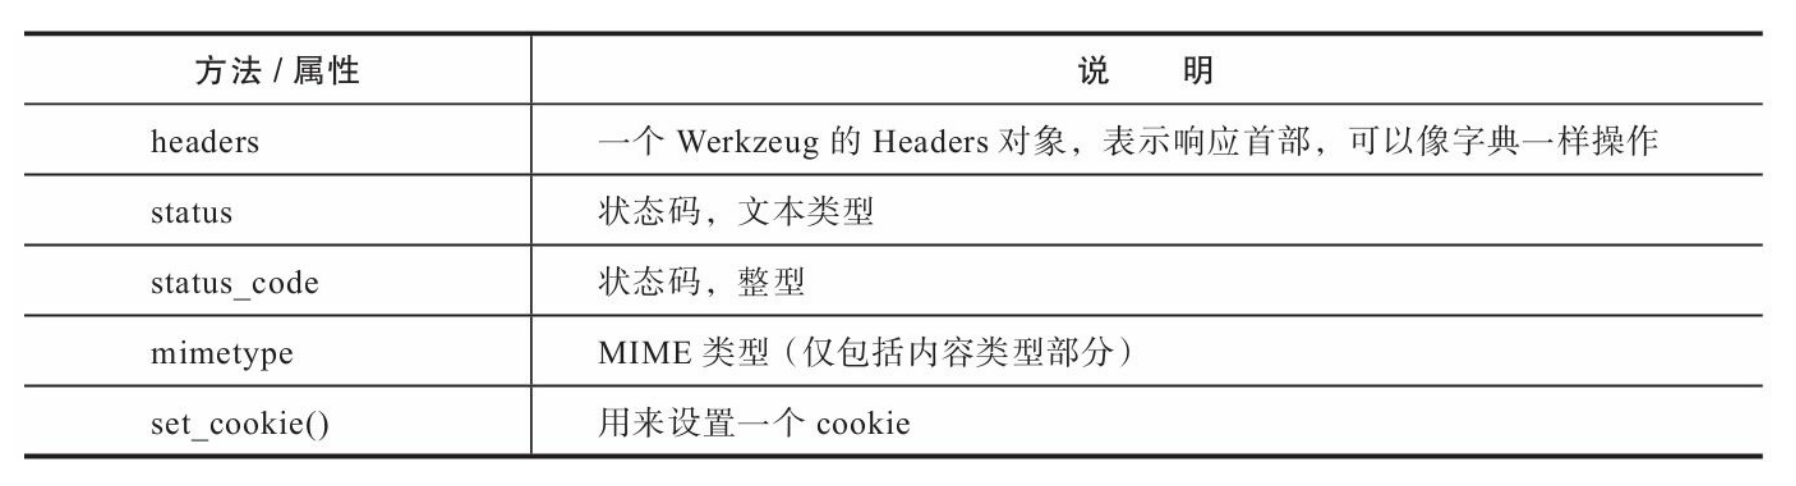 方法 / 属性 说 明
headers 一个 Werkzeug 的 Headers 对象，表示响应首部，可以像字典一样操作
status 状态码，文本类型
status_code 状态码，整型
mimetype MIME 类型（仅包括内容类型部分）
set_cookie() 用来设置一个 cookie